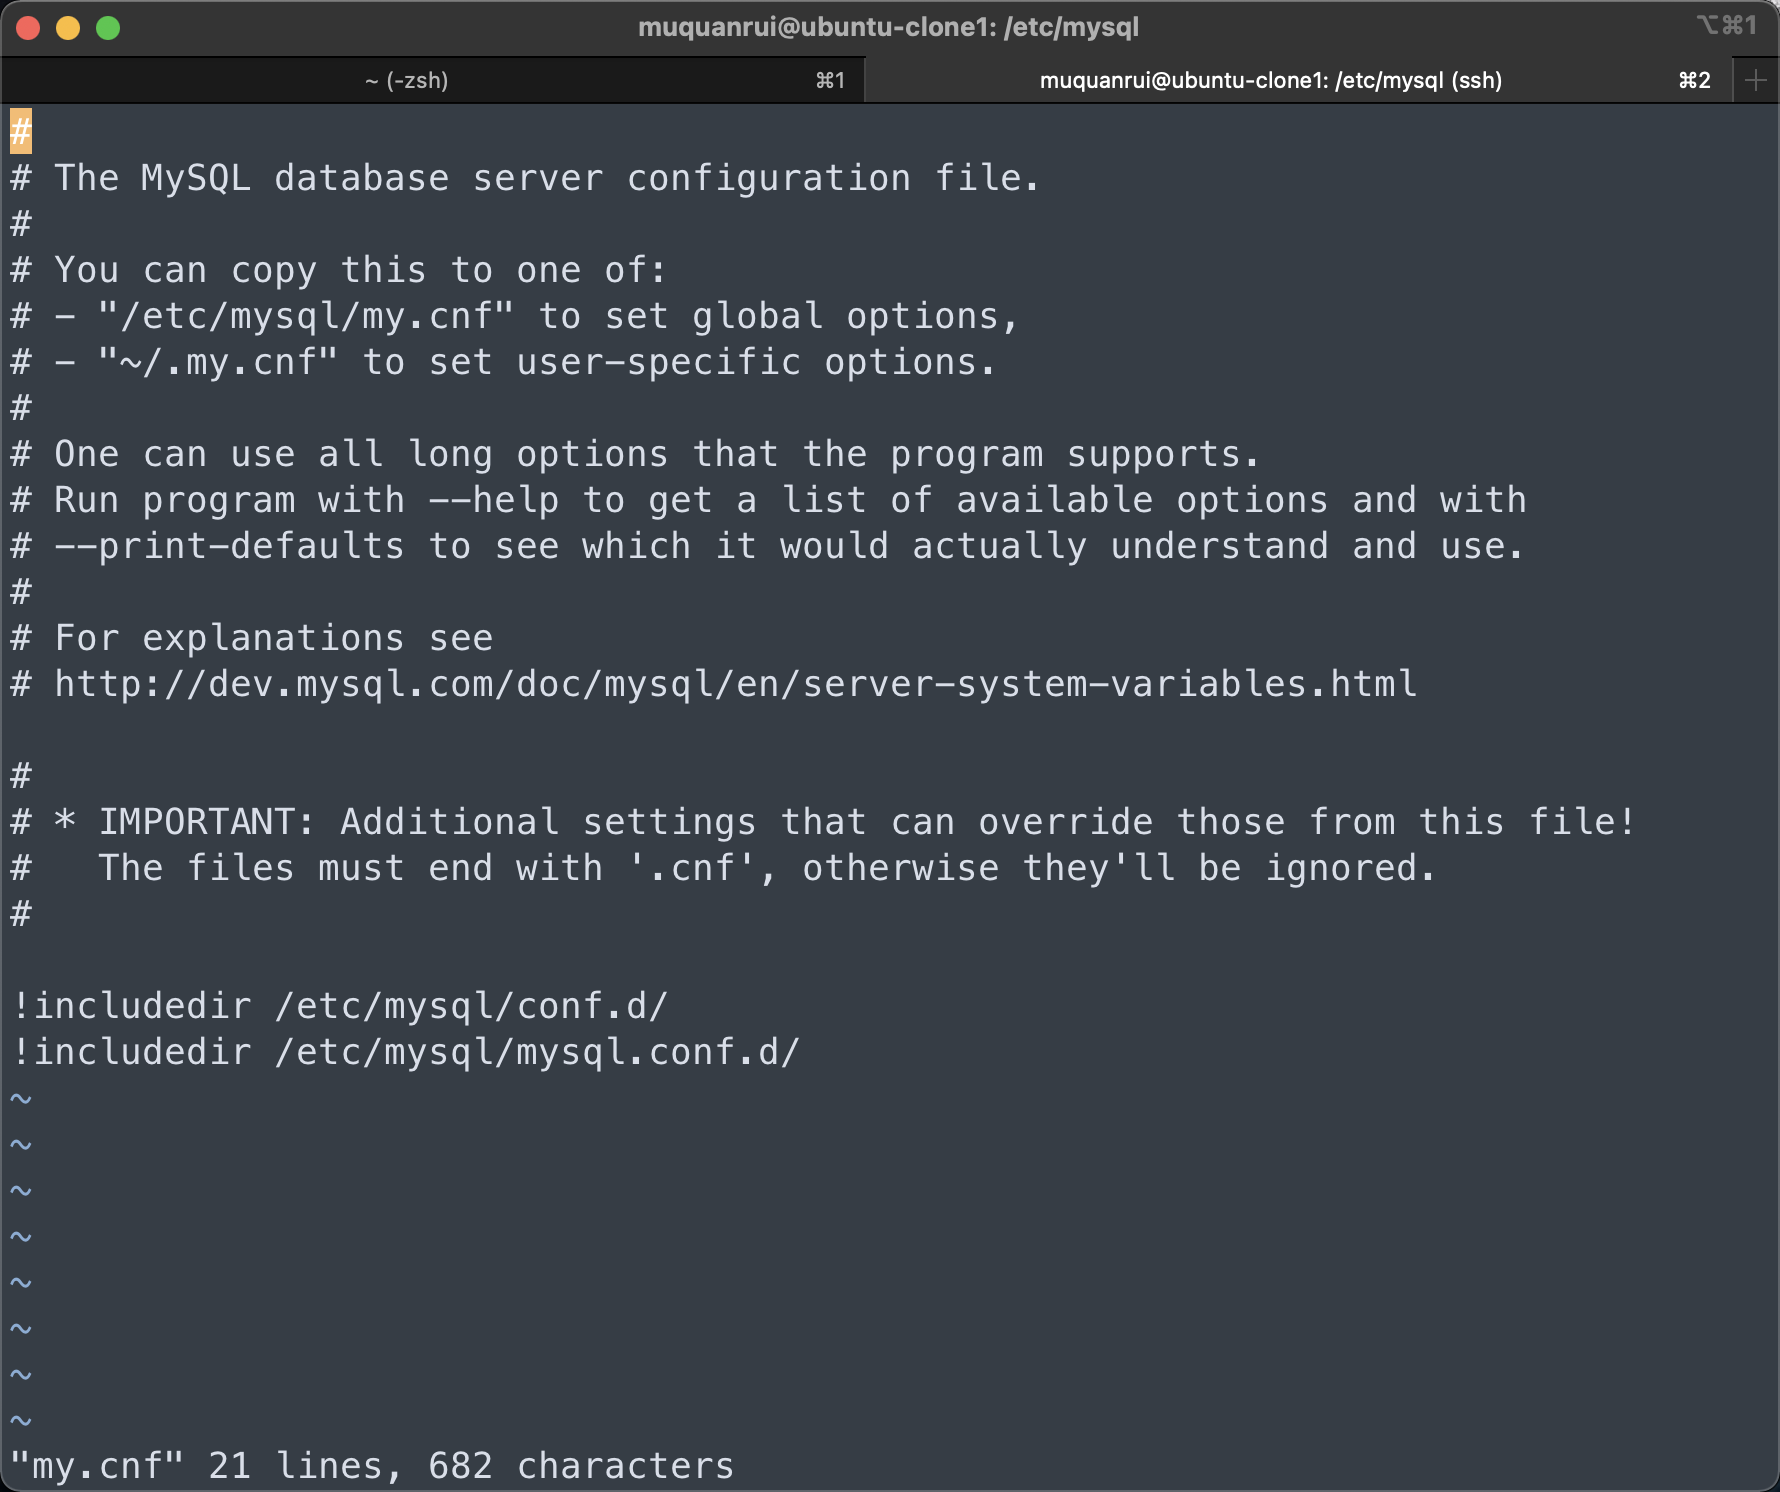 muquanrui@ubuntu-clone1: /etc/mysql
⌥⌘1
~ (-zsh)
⌘1
muquanrui@ubuntu-clone1: /etc/mysql (ssh)
⌘2
+
#
# The MySQL database server configuration file.
#
# You can copy this to one of:
# - "/etc/mysql/my.cnf" to set global options,
# - "~/.my.cnf" to set user-specific options.
#
# One can use all long options that the program supports.
# Run program with --help to get a list of available options and with
# --print-defaults to see which it would actually understand and use.
#
# For explanations see
# http://dev.mysql.com/doc/mysql/en/server-system-variables.html

#
# * IMPORTANT: Additional settings that can override those from this file!
#   The files must end with '.cnf', otherwise they'll be ignored.
#

!includedir /etc/mysql/conf.d/
!includedir /etc/mysql/mysql.conf.d/
~
~
~
~
~
~
~
~
"my.cnf" 21 lines, 682 characters